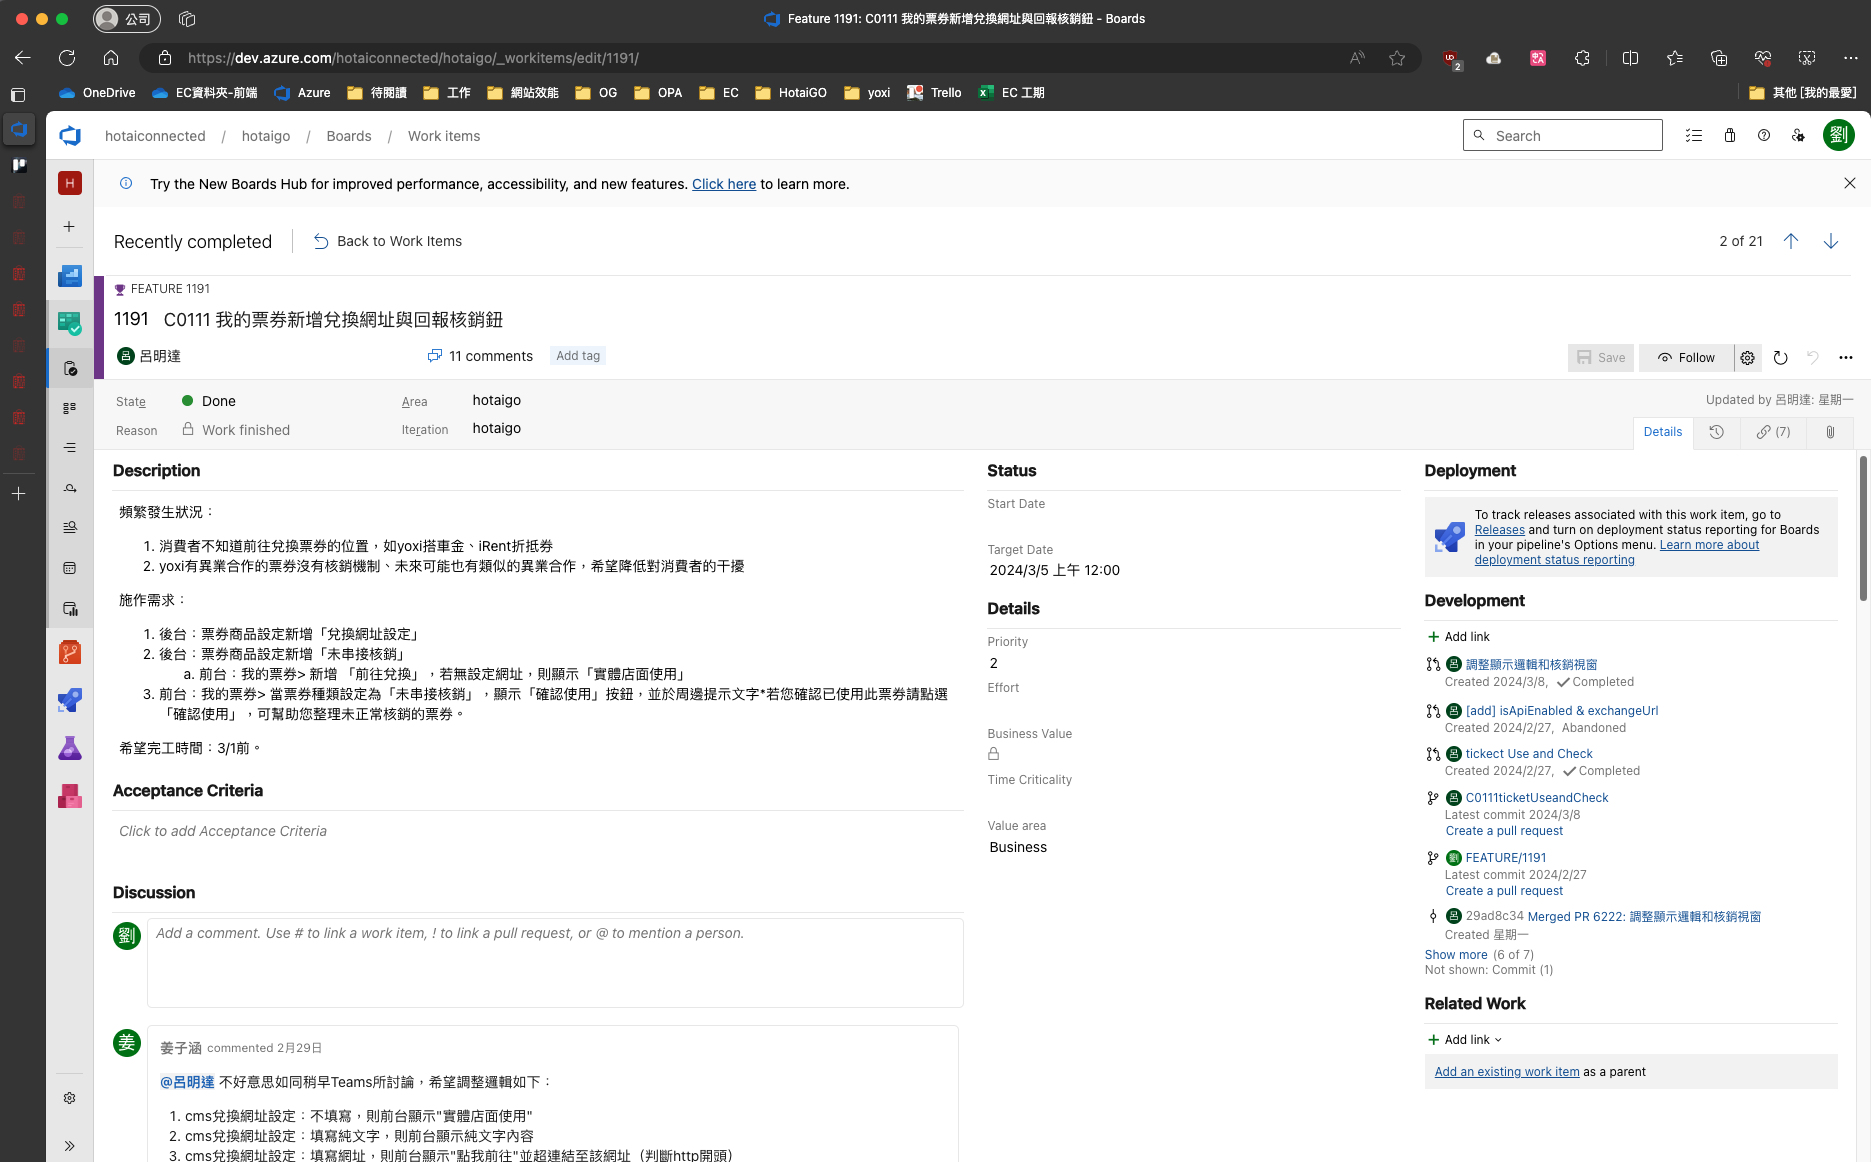 公司
Feature 1191: C0111 我的票券新增兌換網址與回報核銷鈕 - Boards
https://dev.azure.com/hotaiconnected/hotaigo/_workitems/edit/1191/
2
OneDrive EC資料夾-前端 Azure 待閱讀 工作 網站效能 OG OPA EC HotaiGO yoxi Trello EC 工期 其他 [我的最愛]
hotaiconnected / hotaigo / Boards / Work items
Search
劉
H
Try the New Boards Hub for improved performance, accessibility, and new features. Click here to learn more.
Recently completed
Back to Work Items
2 of 21
FEATURE 1191
1191 C0111 我的票券新增兌換網址與回報核銷鈕
呂 呂明達
11 comments
Add tag
Save
Follow
State Done
Area hotaigo
Updated by 呂明達: 星期一
Reason Work finished
Iteration hotaigo
Details
(7)
Description
頻繁發生狀況：
1. 消費者不知道前往兌換票券的位置，如yoxi搭車金、iRent折抵券
2. yoxi有異業合作的票券沒有核銷機制、未來可能也有類似的異業合作，希望降低對消費者的干擾
施作需求：
1. 後台：票券商品設定新增「兌換網址設定」
2. 後台：票券商品設定新增「未串接核銷」
a. 前台：我的票券> 新增 「前往兌換」，若無設定網址，則顯示「實體店面使用」
3. 前台：我的票券> 當票券種類設定為「未串接核銷」，顯示「確認使用」按鈕，並於周邊提示文字*若您確認已使用此票券請點選
「確認使用」，可幫助您整理未正常核銷的票券。
希望完工時間：3/1前。
Acceptance Criteria
Click to add Acceptance Criteria
Discussion
劉
Add a comment. Use # to link a work item, ! to link a pull request, or @ to mention a person.
姜
姜子涵 commented 2月29日
@呂明達 不好意思如同稍早Teams所討論，希望調整邏輯如下：
1. cms兌換網址設定：不填寫，則前台顯示"實體店面使用"
2. cms兌換網址設定：填寫純文字，則前台顯示純文字內容
3. cms兌換網址設定：填寫網址，則前台顯示"點我前往"並超連結至該網址（判斷http開頭）
Status
Start Date
Target Date
2024/3/5 上午 12:00
Details
Priority
2
Effort
Business Value
Time Criticality
Value area
Business
Deployment
To track releases associated with this work item, go to
Releases and turn on deployment status reporting for Boards
in your pipeline's Options menu. Learn more about
deployment status reporting
Development
Add link
呂 調整顯示邏輯和核銷視窗
Created 2024/3/8, Completed
呂 [add] isApiEnabled & exchangeUrl
Created 2024/2/27, Abandoned
呂 tickect Use and Check
Created 2024/2/27, Completed
呂 C0111ticketUseandCheck
Latest commit 2024/3/8
Create a pull request
劉 FEATURE/1191
Latest commit 2024/2/27
Create a pull request
呂 29ad8c34 Merged PR 6222: 調整顯示邏輯和核銷視窗
Created 星期一
Show more (6 of 7)
Not shown: Commit (1)
Related Work
Add link
Add an existing work item as a parent